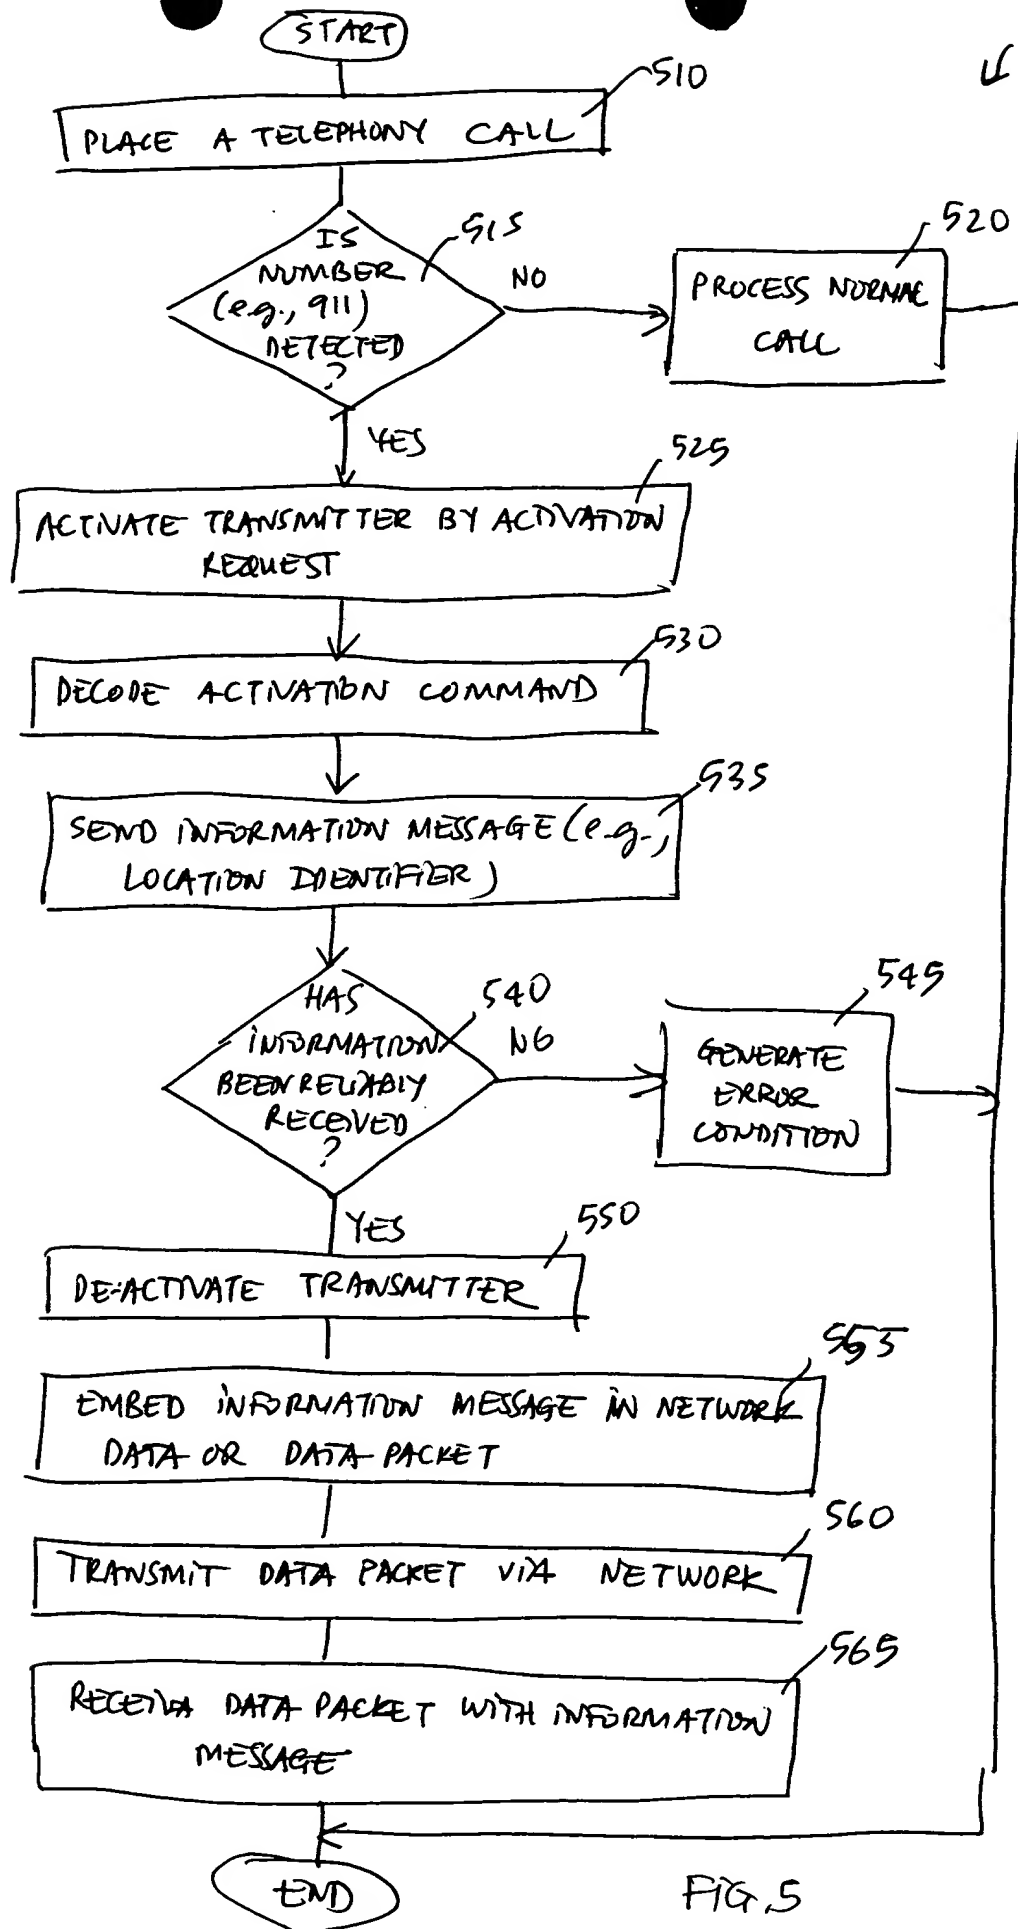 START
510
PLACE A TELEPHONY CALL
515
IS
NUMBER
(e.g., 911)
DETECTED
?
NO
520
PROCESS NORMAL
CALL
YES
525
ACTIVATE TRANSMITTER BY ACTIVATION
REQUEST
530
DECODE ACTIVATION COMMAND
535
SEND INFORMATION MESSAGE (e.g.,
LOCATION IDENTIFIER)
540
HAS
INFORMATION
BEEN RELIABLY
RECEIVED
?
NO
545
GENERATE
ERROR
CONDITION
YES
550
DE-ACTIVATE TRANSMITTER
555
EMBED INFORMATION MESSAGE IN NETWORK
DATA OR DATA PACKET
560
TRANSMIT DATA PACKET VIA NETWORK
565
RECEIVE DATA PACKET WITH INFORMATION
MESSAGE
END
FIG. 5